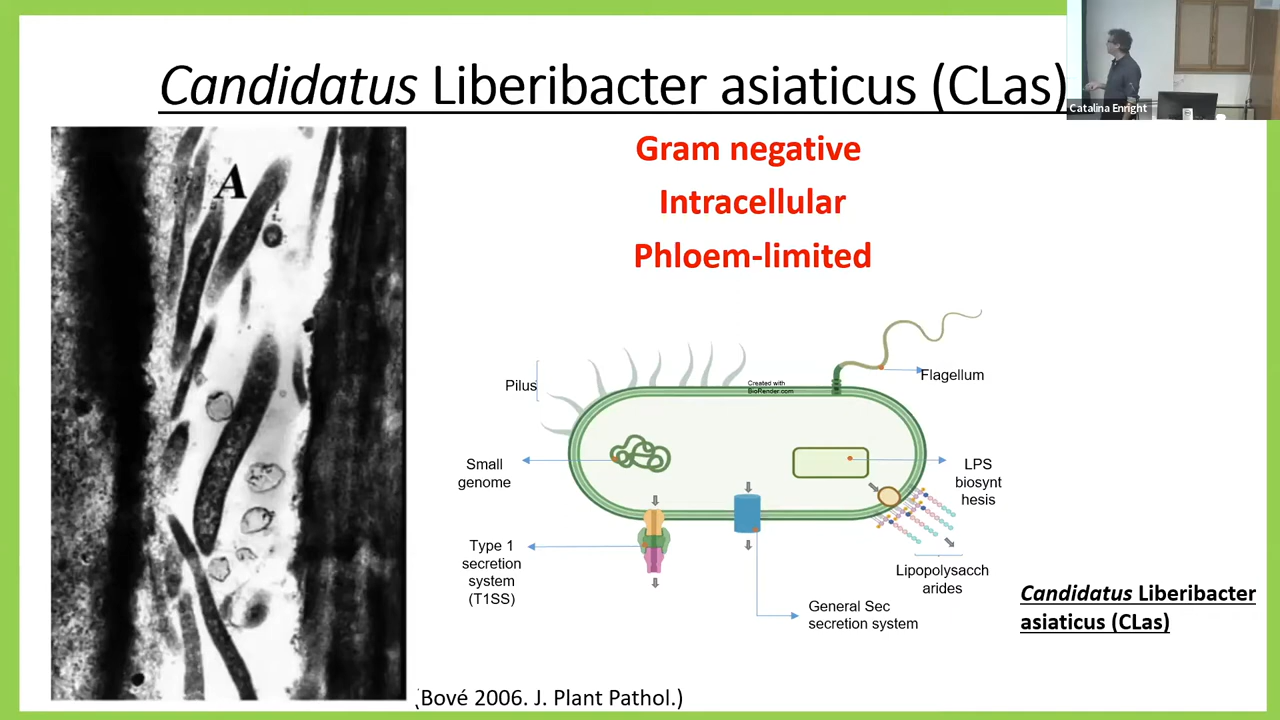 Candidatus Liberibacter asiaticus (CLas)
Catalina Enright
A
Gram negative
Intracellular
Phloem-limited
Pilus
Created with
BioRender.com
Flagellum
Small
genome
LPS
biosynt
hesis
Type 1
secretion
system
(T1SS)
Lipopolysacch
arides
General Sec
secretion system
Candidatus Liberibacter
asiaticus (CLas)
(Bové 2006. J. Plant Pathol.)